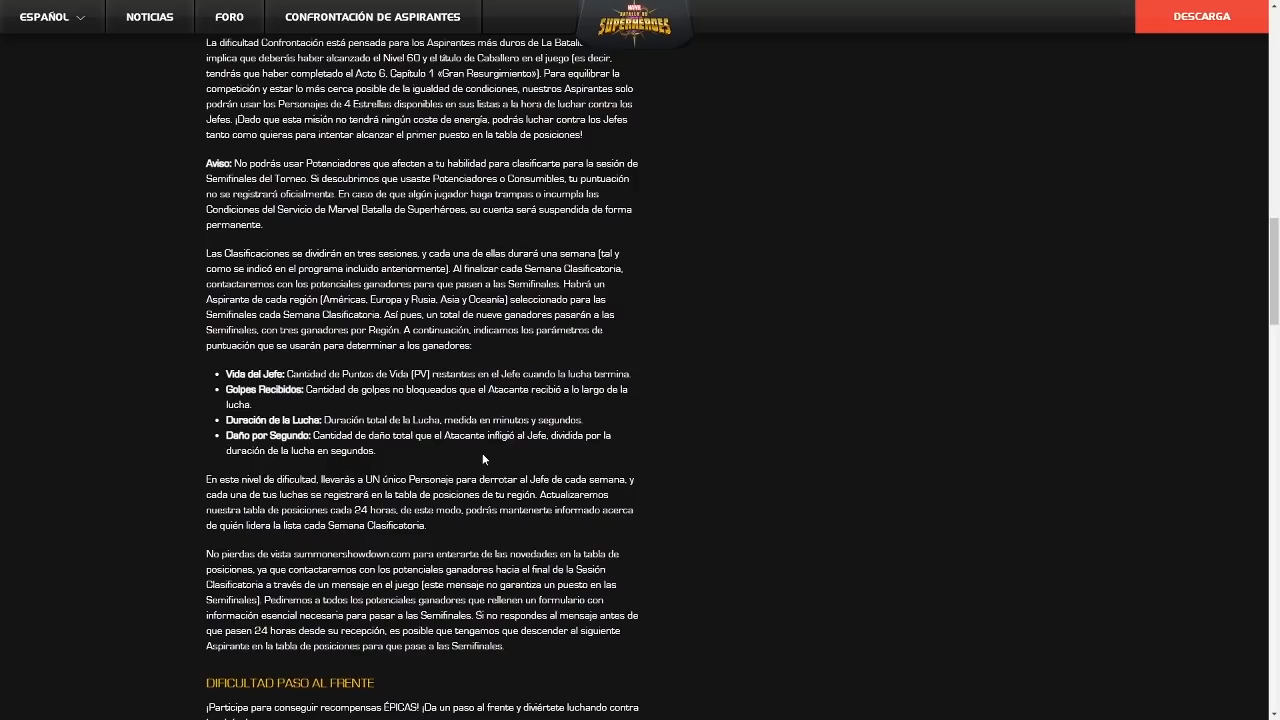 ESPAÑOL
NOTICIAS
FORO
CONFRONTACIÓN DE ASPIRANTES
MARVEL
BATALLA DE
SUPERHÉROES
DESCARGA
La dificultad Confrontación está pensada para los Aspirantes más duros de La
implica que deberás haber alcanzado el Nivel 60 y el título de Caballero en el juego (es decir,
tendrás que haber completado el Acto 6, Capítulo 1 «Gran Resurgimiento»). Para equilibrar la
competición y estar lo más cerca posible de la igualdad de condiciones, nuestros Aspirantes solo
podrán usar los Personajes de 4 Estrellas disponibles en sus listas a la hora de luchar contra los
Jefes. ¡Dado que esta misión no tendrá ningún coste de energía, podrás luchar contra los Jefes
tanto como quieras para intentar alcanzar el primer puesto en la tabla de posiciones!
Aviso: No podrás usar Potenciadores que afecten a tu habilidad para clasificarte para la sesión de
Semifinales del Torneo. Si descubrimos que usaste Potenciadores o Consumibles, tu puntuación
no se registrará oficialmente. En caso de que algún jugador haga trampas o incumpla las
Condiciones del Servicio de Marvel Batalla de Superhéroes, su cuenta será suspendida de forma
permanente.
Las Clasificaciones se dividirán en tres sesiones, y cada una de ellas durará una semana (tal y
como se indicó en el programa incluido anteriormente). Al finalizar cada Semana Clasificatoria,
contactaremos con los potenciales ganadores para que pasen a las Semifinales. Habrá un
Aspirante de cada región (Américas, Europa y Rusia, Asia y Oceanía) seleccionado para las
Semifinales cada Semana Clasificatoria. Así pues, un total de nueve ganadores pasarán a las
Semifinales, con tres ganadores por Región. A continuación, indicamos los parámetros de
puntuación que se usarán para determinar a los ganadores:
• Vida del Jefe: Cantidad de Puntos de Vida (PV) restantes en el Jefe cuando la lucha termina.
• Golpes Recibidos: Cantidad de golpes no bloqueados que el Atacante recibió a lo largo de la
lucha.
• Duración de la Lucha: Duración total de la Lucha, medida en minutos y segundos.
• Daño por Segundo: Cantidad de daño total que el Atacante infligió al Jefe, dividida por la
duración de la lucha en segundos.
En este nivel de dificultad, llevarás a UN único Personaje para derrotar al Jefe de cada semana, y
cada una de tus luchas se registrará en la tabla de posiciones de tu región. Actualizaremos
nuestra tabla de posiciones cada 24 horas, de este modo, podrás mantenerte informado acerca
de quién lidera la lista cada Semana Clasificatoria.
No pierdas de vista summonershowdown.com para enterarte de las novedades en la tabla de
posiciones, ya que contactaremos con los potenciales ganadores hacia el final de la Sesión
Clasificatoria a través de un mensaje en el juego (este mensaje no garantiza un puesto en las
Semifinales). Pediremos a todos los potenciales ganadores que rellenen un formulario con
información esencial necesaria para pasar a las Semifinales. Si no respondes al mensaje antes de
que pasen 24 horas desde su recepción, es posible que tengamos que descender al siguiente
Aspirante en la tabla de posiciones para que pase a las Semifinales.
DIFICULTAD PASO AL FRENTE
¡Participa para conseguir recompensas ÉPICAS! ¡Da un paso al frente y diviértete luchando contra